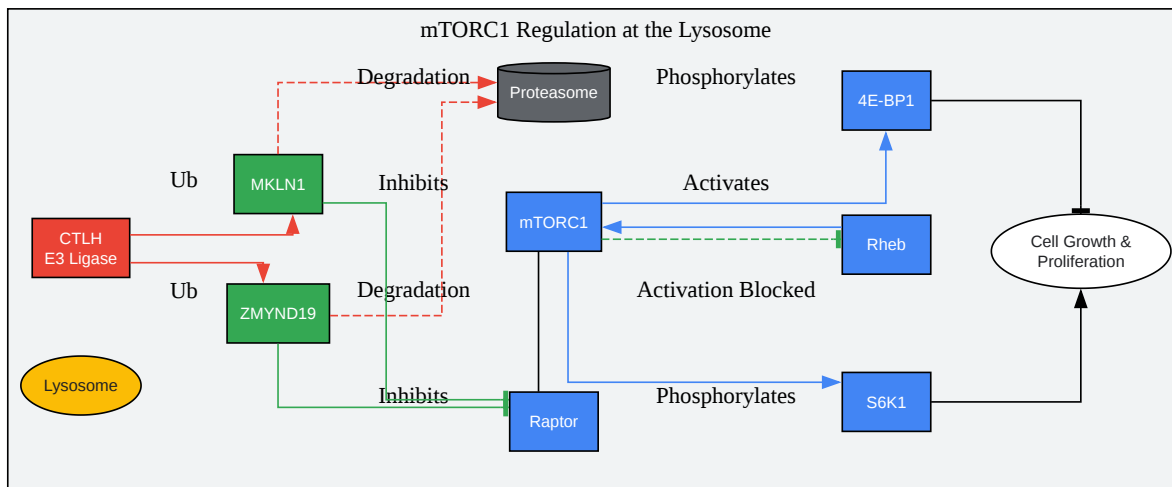 mTORC1 Regulation at the Lysosome
Degradation
Proteasome
Phosphorylates
4E-BP1
Ub
MKLN1
Inhibits
Activates
mTORC1
CTLH
E3 Ligase
Rheb
Cell Growth &
Proliferation
Ub
ZMYND19
Degradation
Activation Blocked
Lysosome
Inhibits
Raptor
Phosphorylates
S6K1